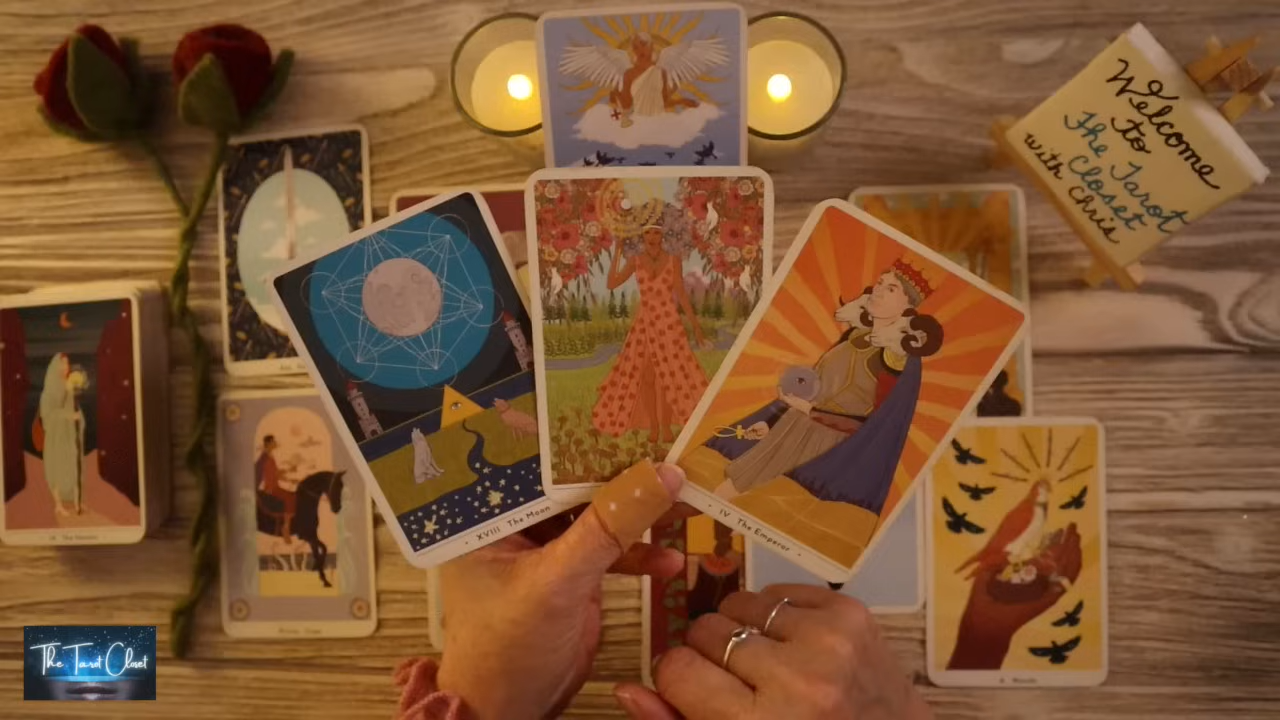 Welcome
to
The Tarot
Closet
with Chris
XVIII The Moon
IV The Emperor
The Tarot Closet